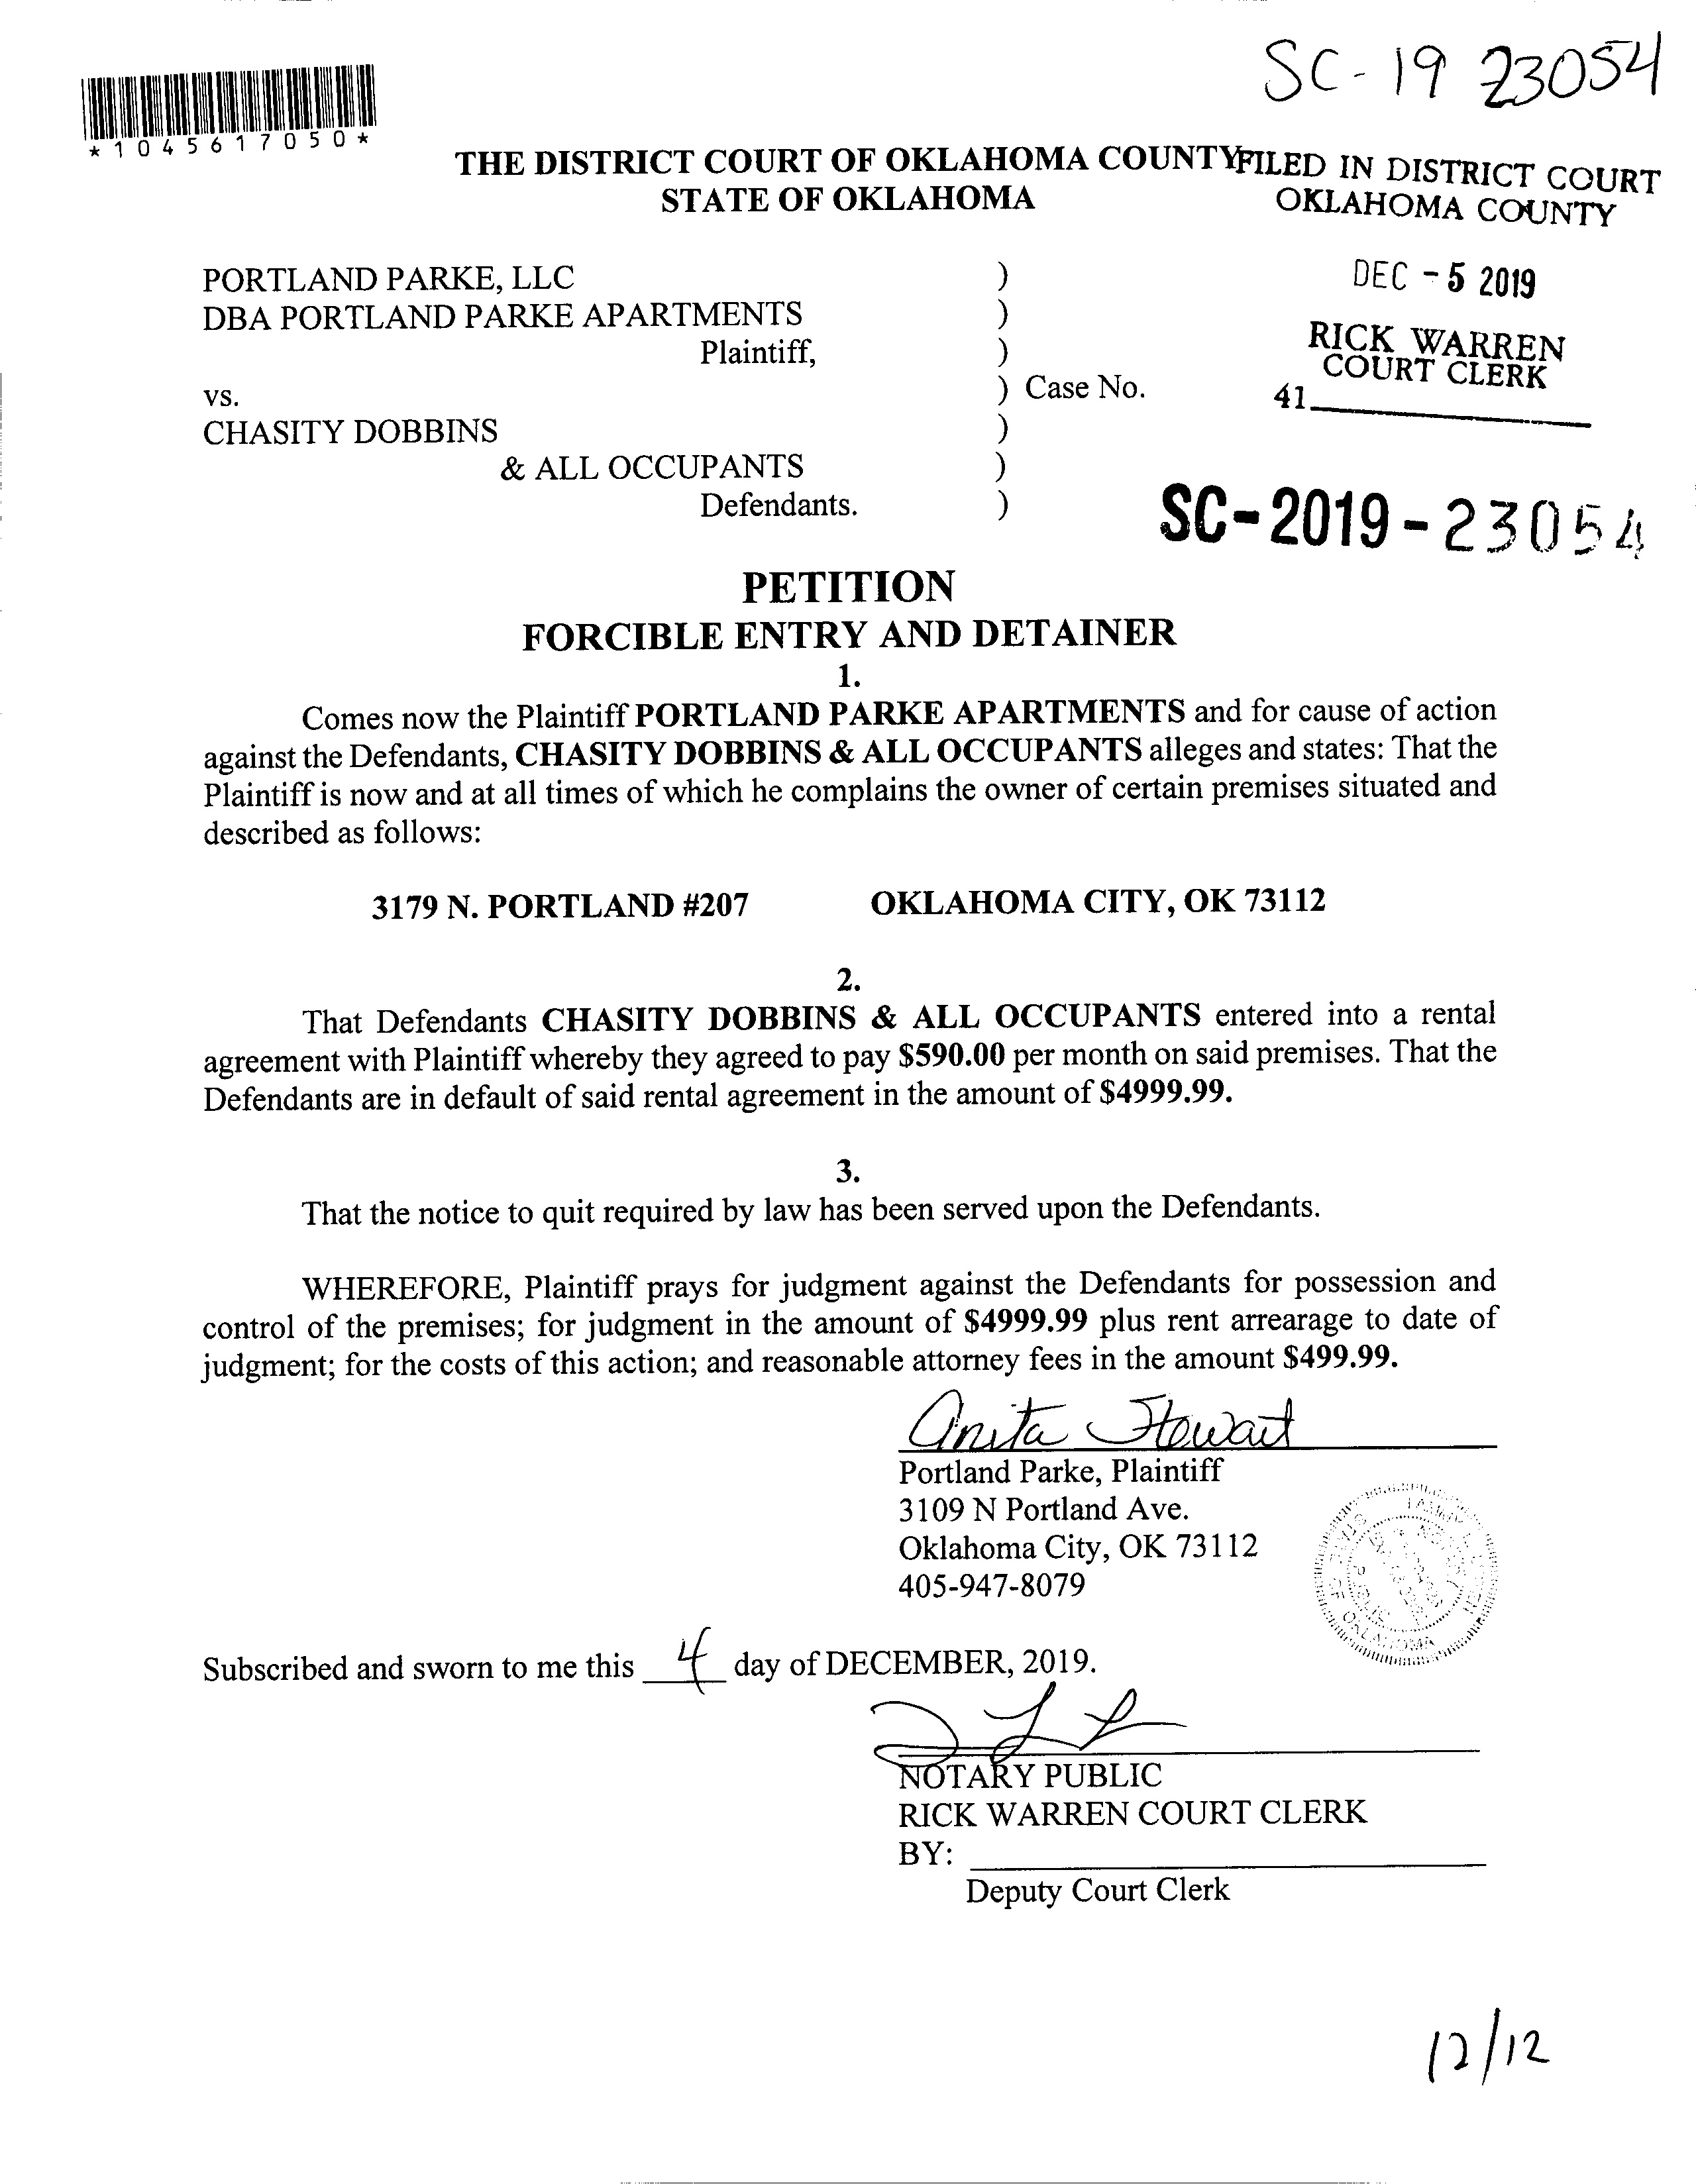 SC-19 23054
*1045617050*
THE DISTRICT COURT OF OKLAHOMA COUNTY
STATE OF OKLAHOMA
FILED IN DISTRICT COURT
OKLAHOMA COUNTY
DEC - 5 2019
RICK WARREN
COURT CLERK
41
PORTLAND PARKE, LLC )
DBA PORTLAND PARKE APARTMENTS )
Plaintiff, )
vs. ) Case No.
CHASITY DOBBINS )
& ALL OCCUPANTS )
Defendants. )
SC-2019-23054
PETITION
FORCIBLE ENTRY AND DETAINER
1.
Comes now the Plaintiff PORTLAND PARKE APARTMENTS and for cause of action
against the Defendants, CHASITY DOBBINS & ALL OCCUPANTS alleges and states: That the
Plaintiff is now and at all times of which he complains the owner of certain premises situated and
described as follows:
3179 N. PORTLAND #207 OKLAHOMA CITY, OK 73112
2.
That Defendants CHASITY DOBBINS & ALL OCCUPANTS entered into a rental
agreement with Plaintiff whereby they agreed to pay $590.00 per month on said premises. That the
Defendants are in default of said rental agreement in the amount of $4999.99.
3.
That the notice to quit required by law has been served upon the Defendants.
WHEREFORE, Plaintiff prays for judgment against the Defendants for possession and
control of the premises; for judgment in the amount of $4999.99 plus rent arrearage to date of
judgment; for the costs of this action; and reasonable attorney fees in the amount $499.99.
Anita Stewart
Portland Parke, Plaintiff
3109 N Portland Ave.
Oklahoma City, OK 73112
405-947-8079
OF OKLAHOMA
Subscribed and sworn to me this 4 day of DECEMBER, 2019.
NOTARY PUBLIC
RICK WARREN COURT CLERK
BY:
Deputy Court Clerk
12/12